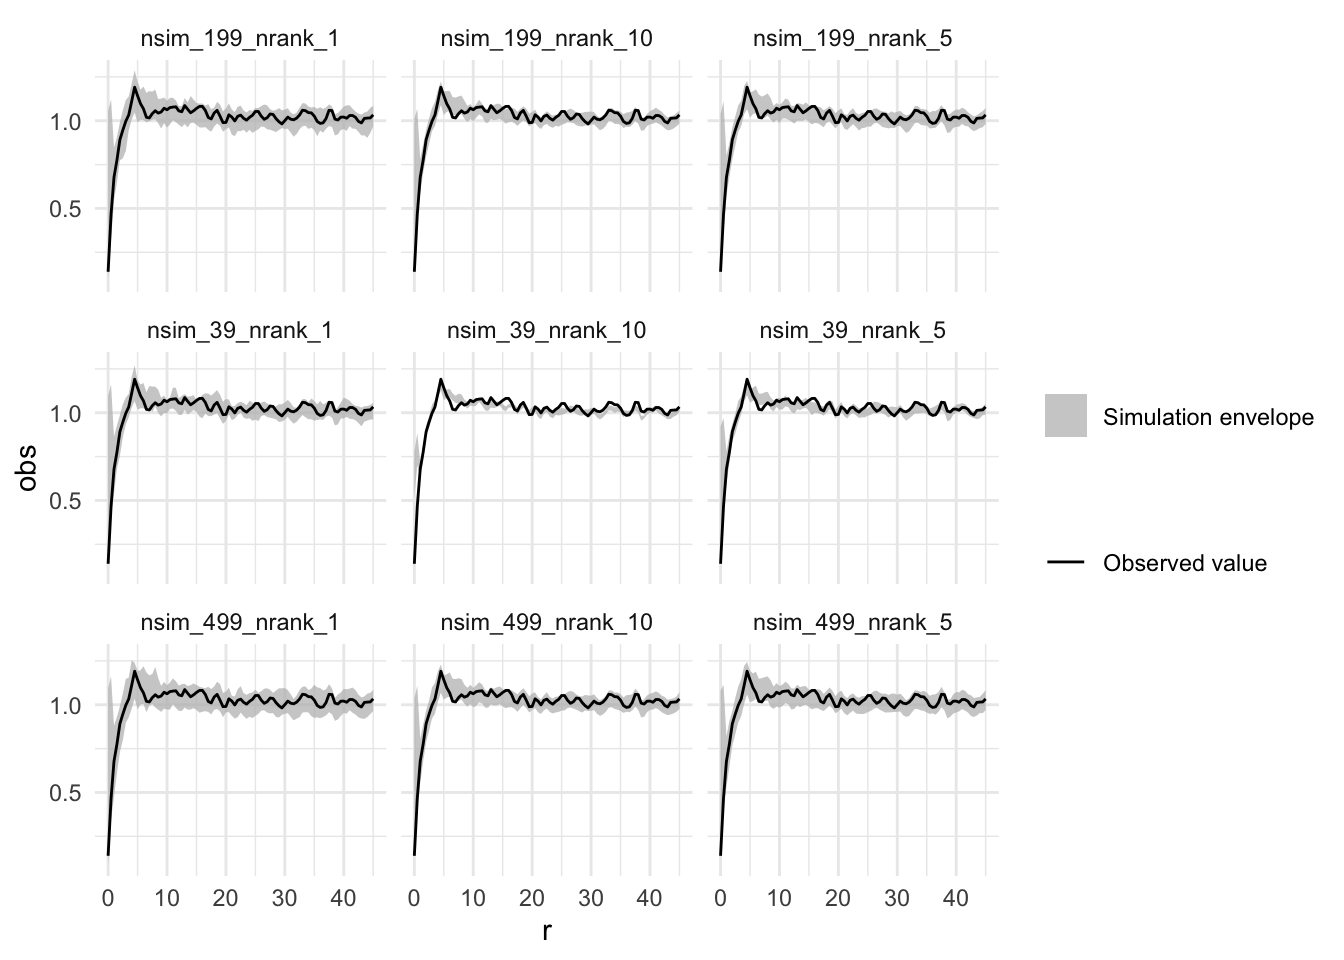 nsim_199_nrank_1
nsim_199_nrank_10
nsim_199_nrank_5
1.0
0.5
nsim_39_nrank_1
nsim_39_nrank_10
nsim_39_nrank_5
1.0
0.5
obs
Simulation envelope
Observed value
nsim_499_nrank_1
nsim_499_nrank_10
nsim_499_nrank_5
1.0
0.5
0 10 20 30 40
0 10 20 30 40
0 10 20 30 40
r